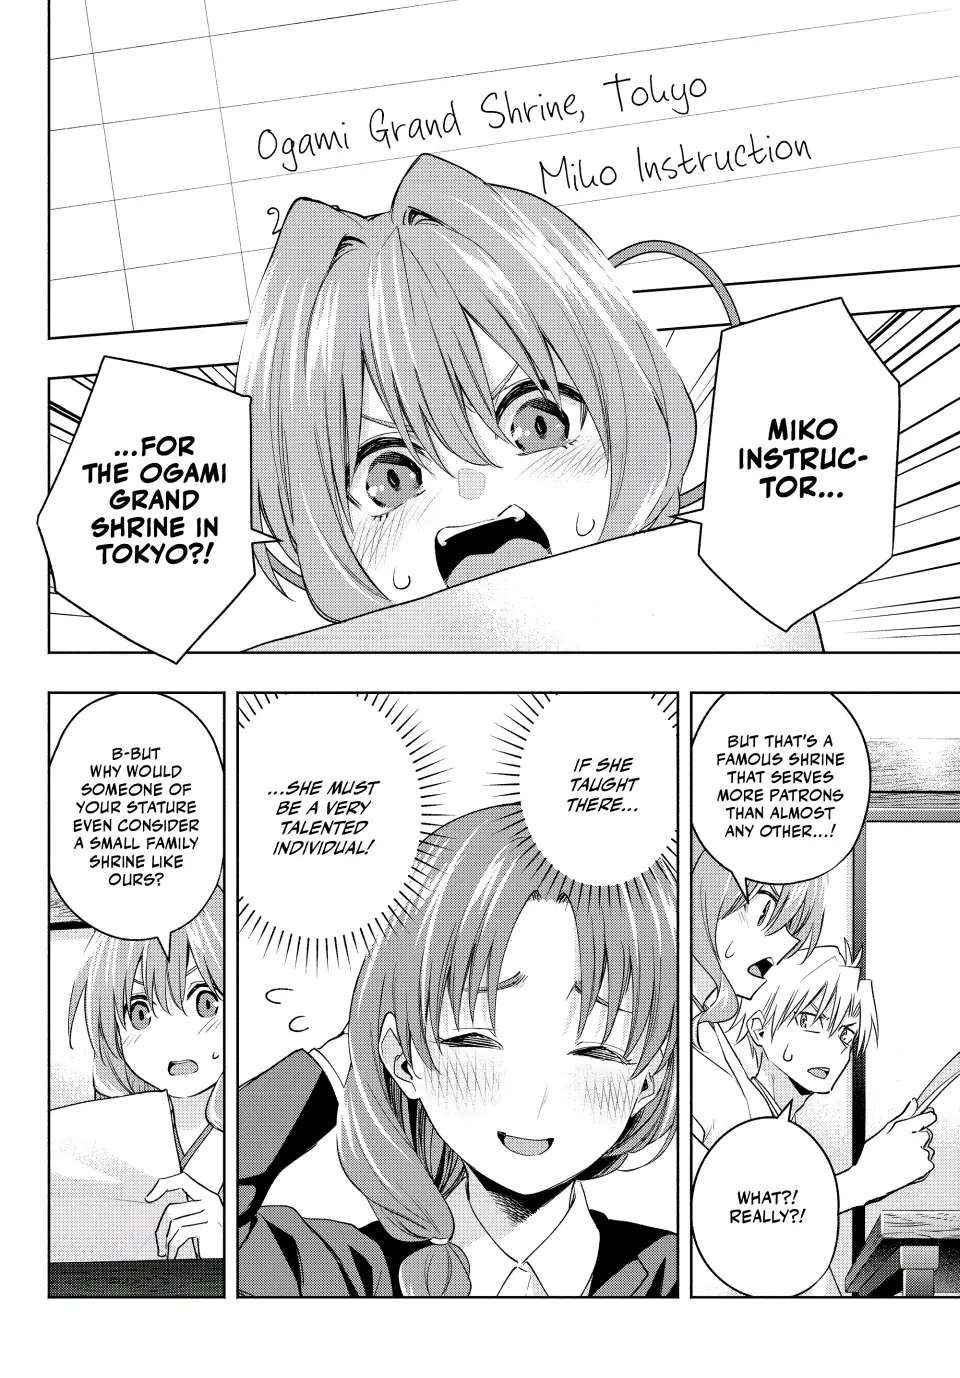 Ogami Grand Shrine, Tokyo
Miko Instruction
2
MIKO
INSTRUC-
TOR...
...FOR
THE OGAMI
GRAND
SHRINE IN
TOKYO?!
BUT THAT'S A
FAMOUS SHRINE
THAT SERVES
MORE PATRONS
THAN ALMOST
ANY OTHER...!
WHAT?!
REALLY?!
IF SHE
TAUGHT
THERE...
...SHE MUST
BE A VERY
TALENTED
INDIVIDUAL!
B-BUT
WHY WOULD
SOMEONE OF
YOUR STATURE
EVEN CONSIDER
A SMALL FAMILY
SHRINE LIKE
OURS?